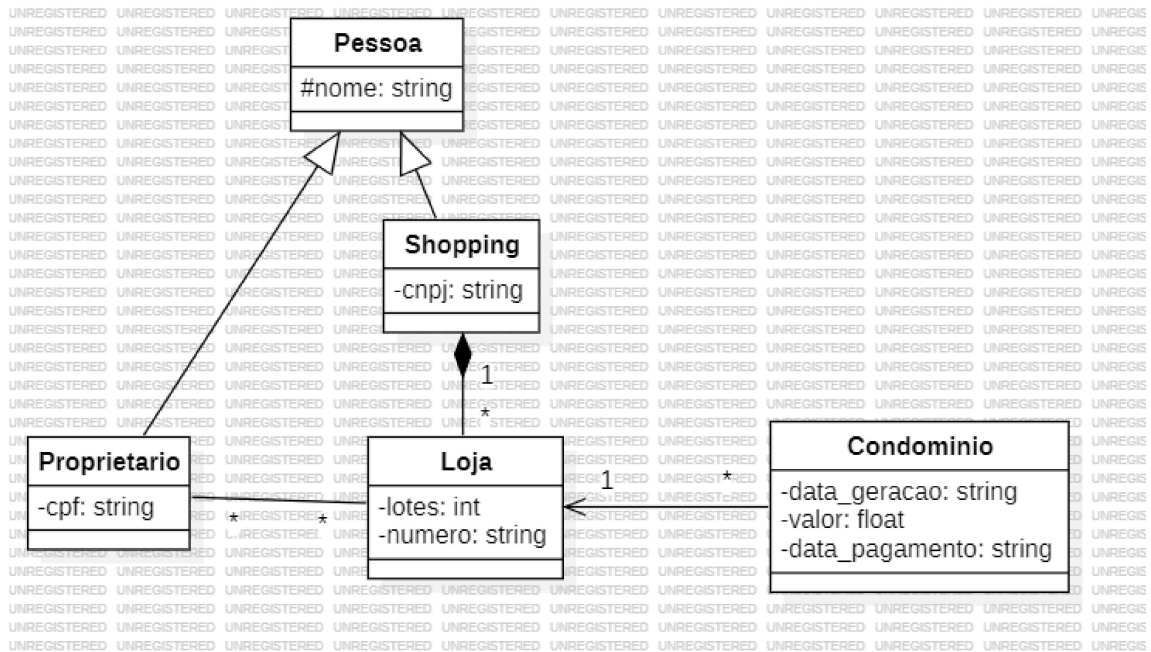 Pessoa
#nome: string
Shopping
-cnpj: string
1
*
Proprietario
-cpf: string
*
*
Loja
-lotes: int
-numero: string
1
*
Condominio
-data_geracao: string
-valor: float
-data_pagamento: string
UNREGISTERED